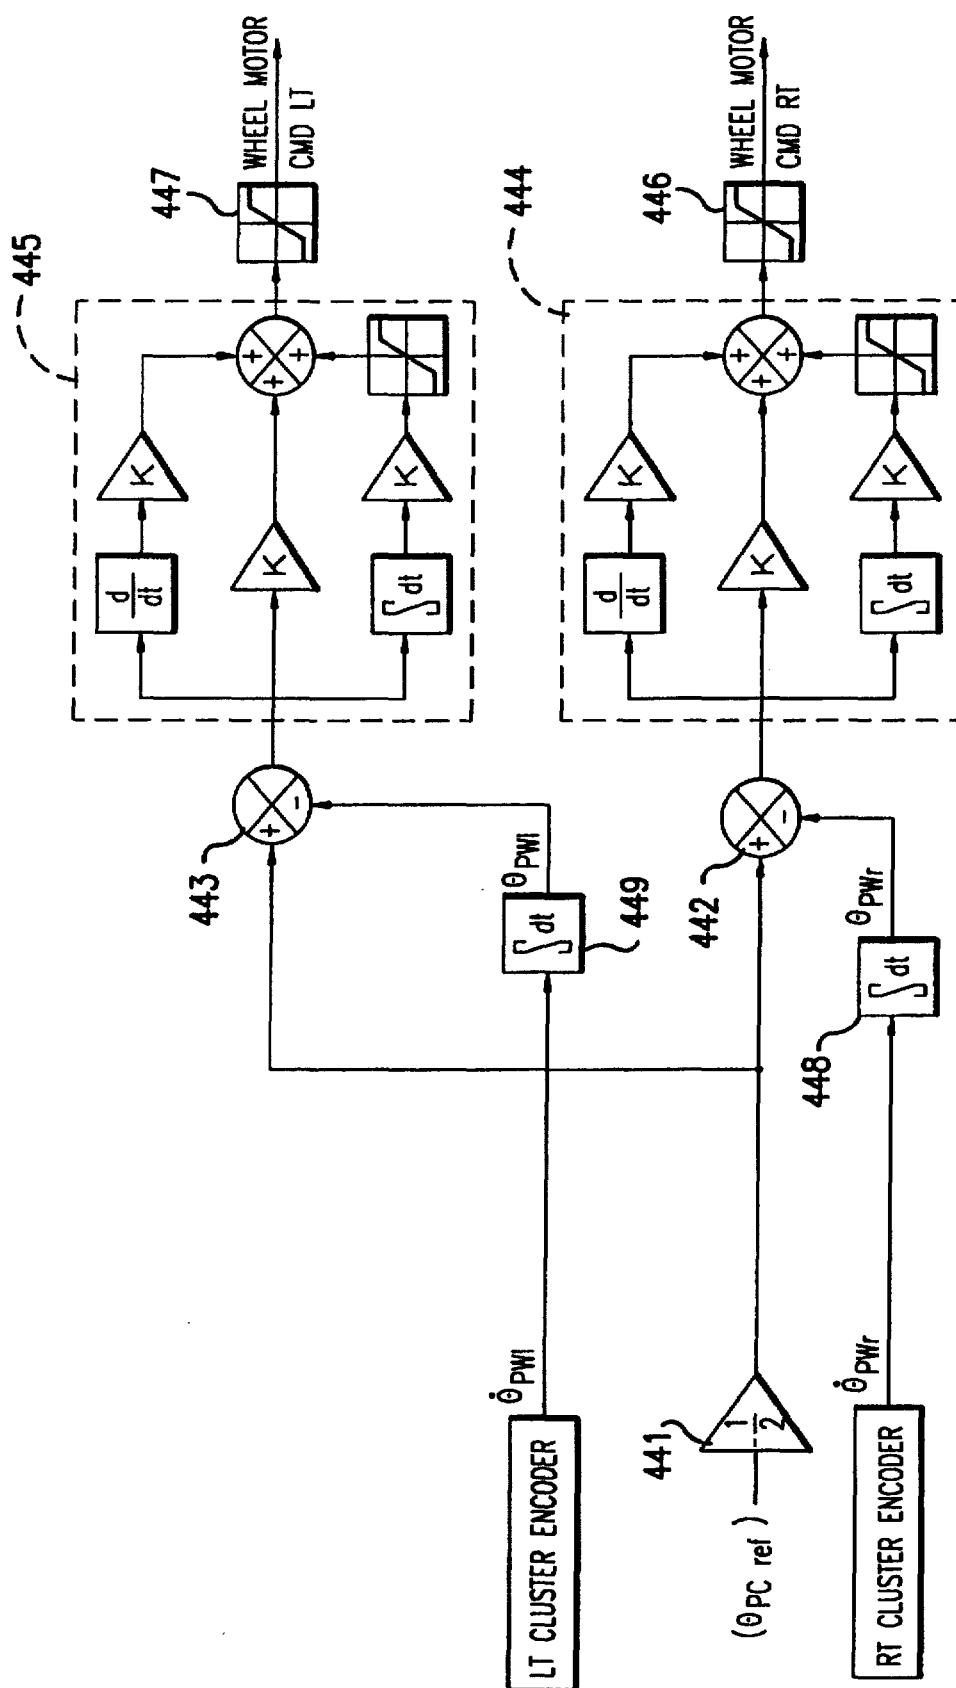 445
447
d
dt
K
443
WHEEL MOTOR
CMD LT
+
-
K
+
+
+
∫dt
K
LT CLUSTER ENCODER
θ̇PWl
∫dt
449
θPWl
444
446
d
dt
K
441
(θPC ref)
1
2
442
+
-
K
+
+
+
WHEEL MOTOR
CMD RT
∫dt
K
RT CLUSTER ENCODER
θ̇PWr
448
∫dt
θPWr